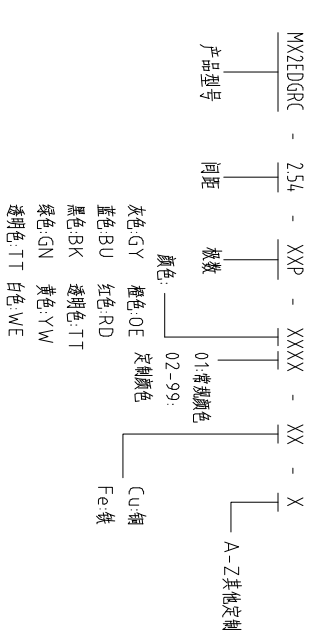 MX2EDGRC - 2.54 - XXP - XXXX - XX - X
产品型号
间距
极数
颜色:
灰色:GY 橙色:OE
蓝色:BU 红色:RD
黑色:BK 透明色:TT
绿色:GN 黄色:YW
透明色:TT 白色:WE
01:常规颜色
02-99:
定制颜色
Cu:铜
Fe:铁
A-Z其他定制